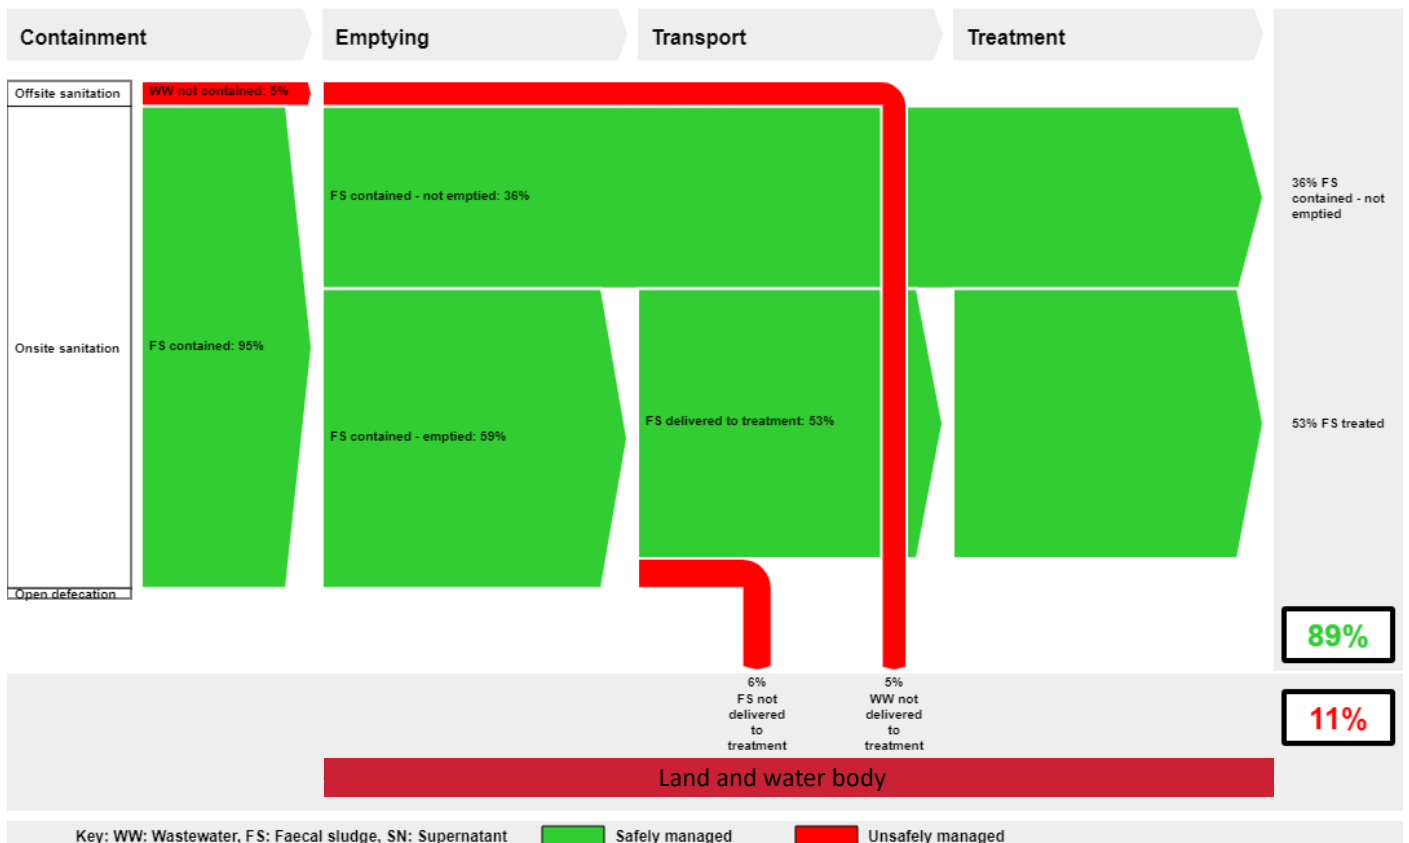 Containment
Emptying
Transport
Treatment
Offsite sanitation
WW not contained: 5%
FS contained - not emptied: 36%
36% FS
contained - not
emptied
Onsite sanitation
FS contained: 95%
FS contained - emptied: 59%
FS delivered to treatment: 53%
53% FS treated
Open defecation
89%
6%
FS not
delivered
to
treatment
5%
WW not
delivered
to
treatment
11%
Land and water body
Key: WW: Wastewater, FS: Faecal sludge, SN: Supernatant
Safely managed
Unsafely managed